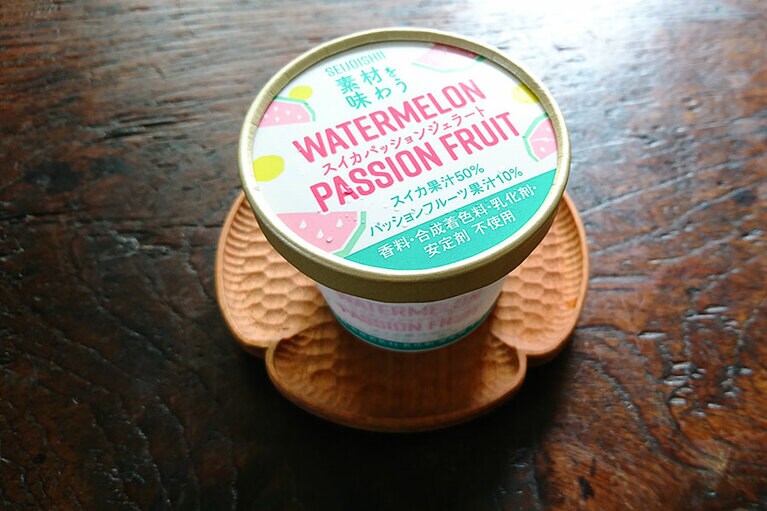 SEIJOISHII
素材を
味わう
WATERMELON
スイカパッションジェラート
PASSION FRUIT
スイカ果汁50%
パッションフルーツ果汁10%
香料・合成着色料・乳化剤・
安定剤 不使用
WATERMELON
PASSION FRUIT